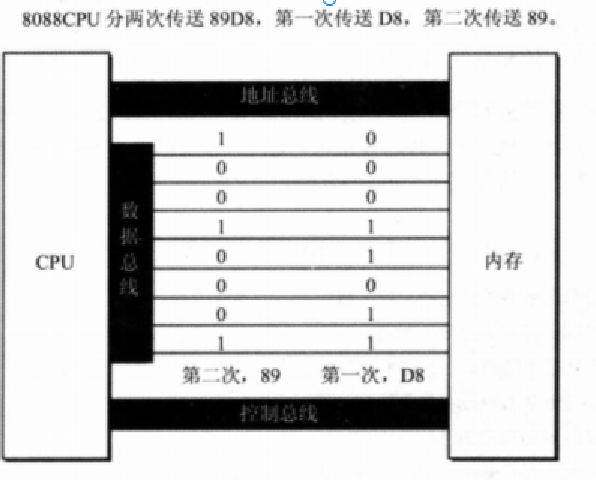 8088CPU 分两次传送 89D8，第一次传送 D8，第二次传送 89。
地址总线
1 0
0 0
0 0
1 1
0 1
0 0
0 1
1 1
数据总线
CPU
内存
第二次，89 第一次，D8
控制总线